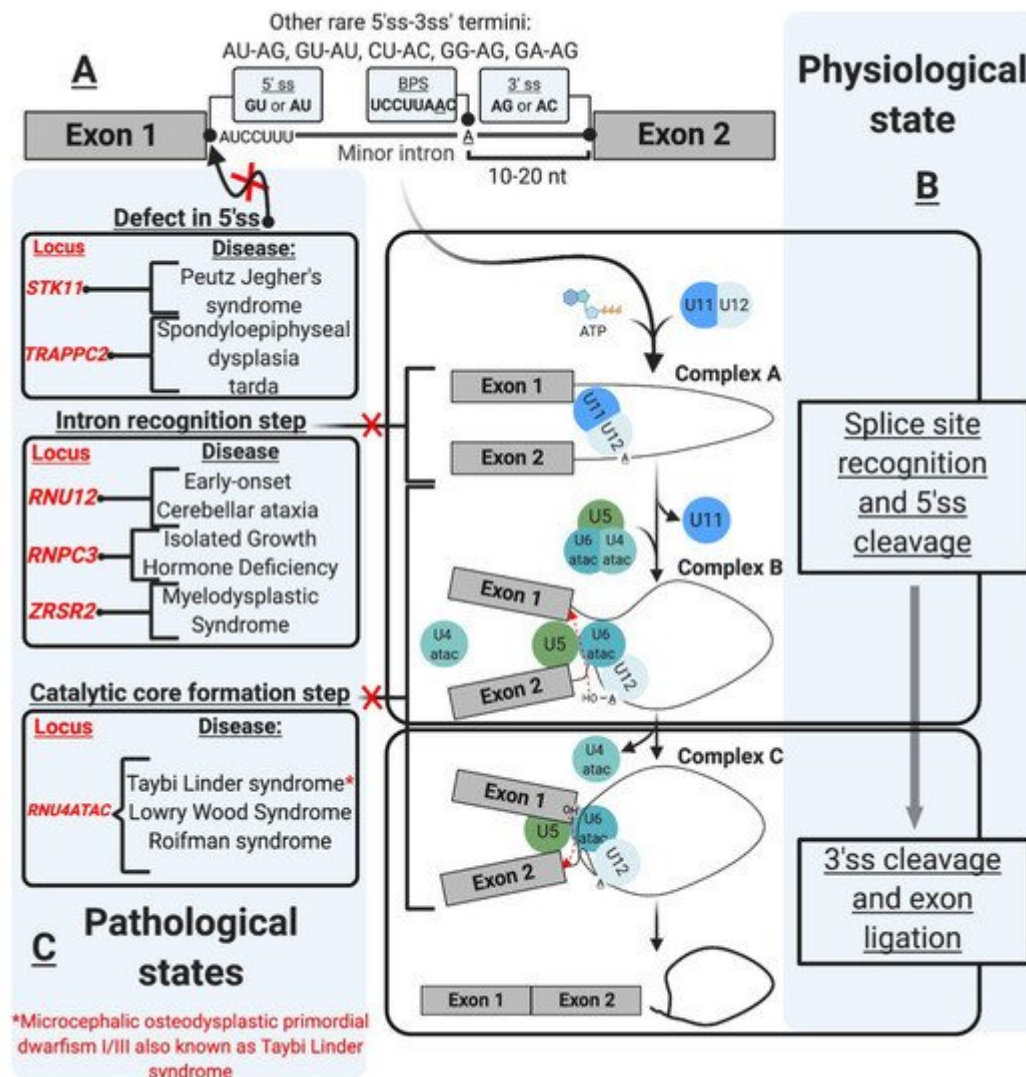 Other rare 5'ss-3ss' termini:
AU-AG, GU-AU, CU-AC, GG-AG, GA-AG
A
5' ss
GU or AU
BPS
UCCUUAAC
3' ss
AG or AC
Exon 1
AUCCUUU
A
Exon 2
Minor intron
10-20 nt
Physiological
state
B
Defect in 5'ss
Locus
Disease:
STK11
Peutz Jegher's
syndrome
TRAPPC2
Spondyloepiphyseal
dysplasia
tarda
Intron recognition step
Locus
Disease
RNU12
Early-onset
Cerebellar ataxia
RNPC3
Isolated Growth
Hormone Deficiency
ZRSR2
Myelodysplastic
Syndrome
Catalytic core formation step
Locus
Disease:
RNU4ATAC
Taybi Linder syndrome*
Lowry Wood Syndrome
Roifman syndrome
C
Pathological
states
*Microcephalic osteodysplastic primordial
dwarfism I/III also known as Taybi Linder
syndrome
ATP
U11
U12
Complex A
Exon 1
U11
U12
A
Exon 2
U5
U6
atac
U4
atac
U11
Complex B
Exon 1
U4
atac
U5
U6
atac
U12
Exon 2
HO
A
U4
atac
Complex C
Exon 1
OH
U5
U6
atac
U12
Exon 2
A
Exon 1
Exon 2
Splice site
recognition
and 5'ss
cleavage
3'ss cleavage
and exon
ligation